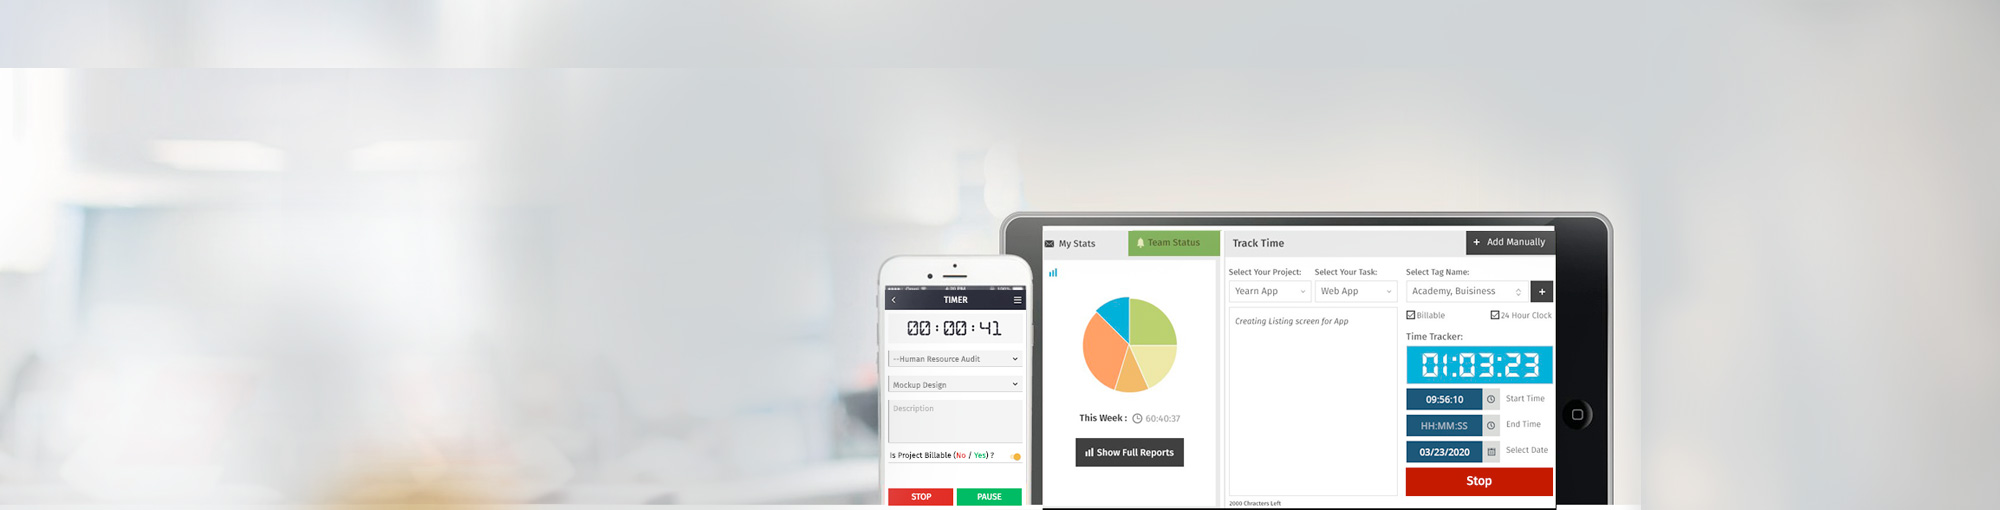 TIMER
00:00:41
--Human Resource Audit
Mockup Design
Description
Is Project Billable (No / Yes) ?
STOP
PAUSE
My Stats
Team Status
This Week : 60:40:37
Show Full Reports
Track Time
+ Add Manually
Select Your Project:
Select Your Task:
Select Tag Name:
Yearn App
Web App
Academy, Buisiness
+
Creating Listing screen for App
Billable
24 Hour Clock
Time Tracker:
01:03:23
09:56:10
Start Time
HH:MM:SS
End Time
03/23/2020
Select Date
Stop
2000 Chracters Left